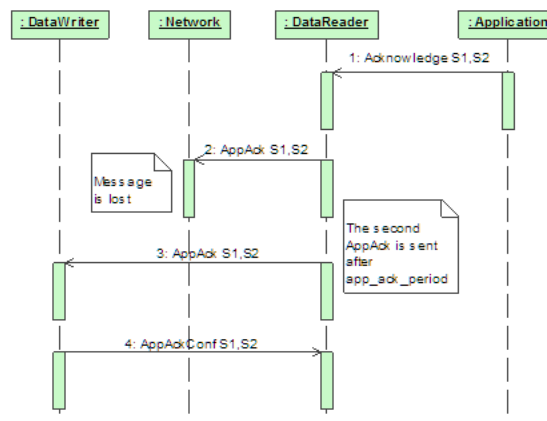 : DataWriter
: Network
: DataReader
: Application
1: Acknowledge S1,S2
2: AppAck S1,S2
Message
is lost
The second
AppAck is sent
after
app_ack_period
3: AppAck S1,S2
4: AppAckConf S1,S2